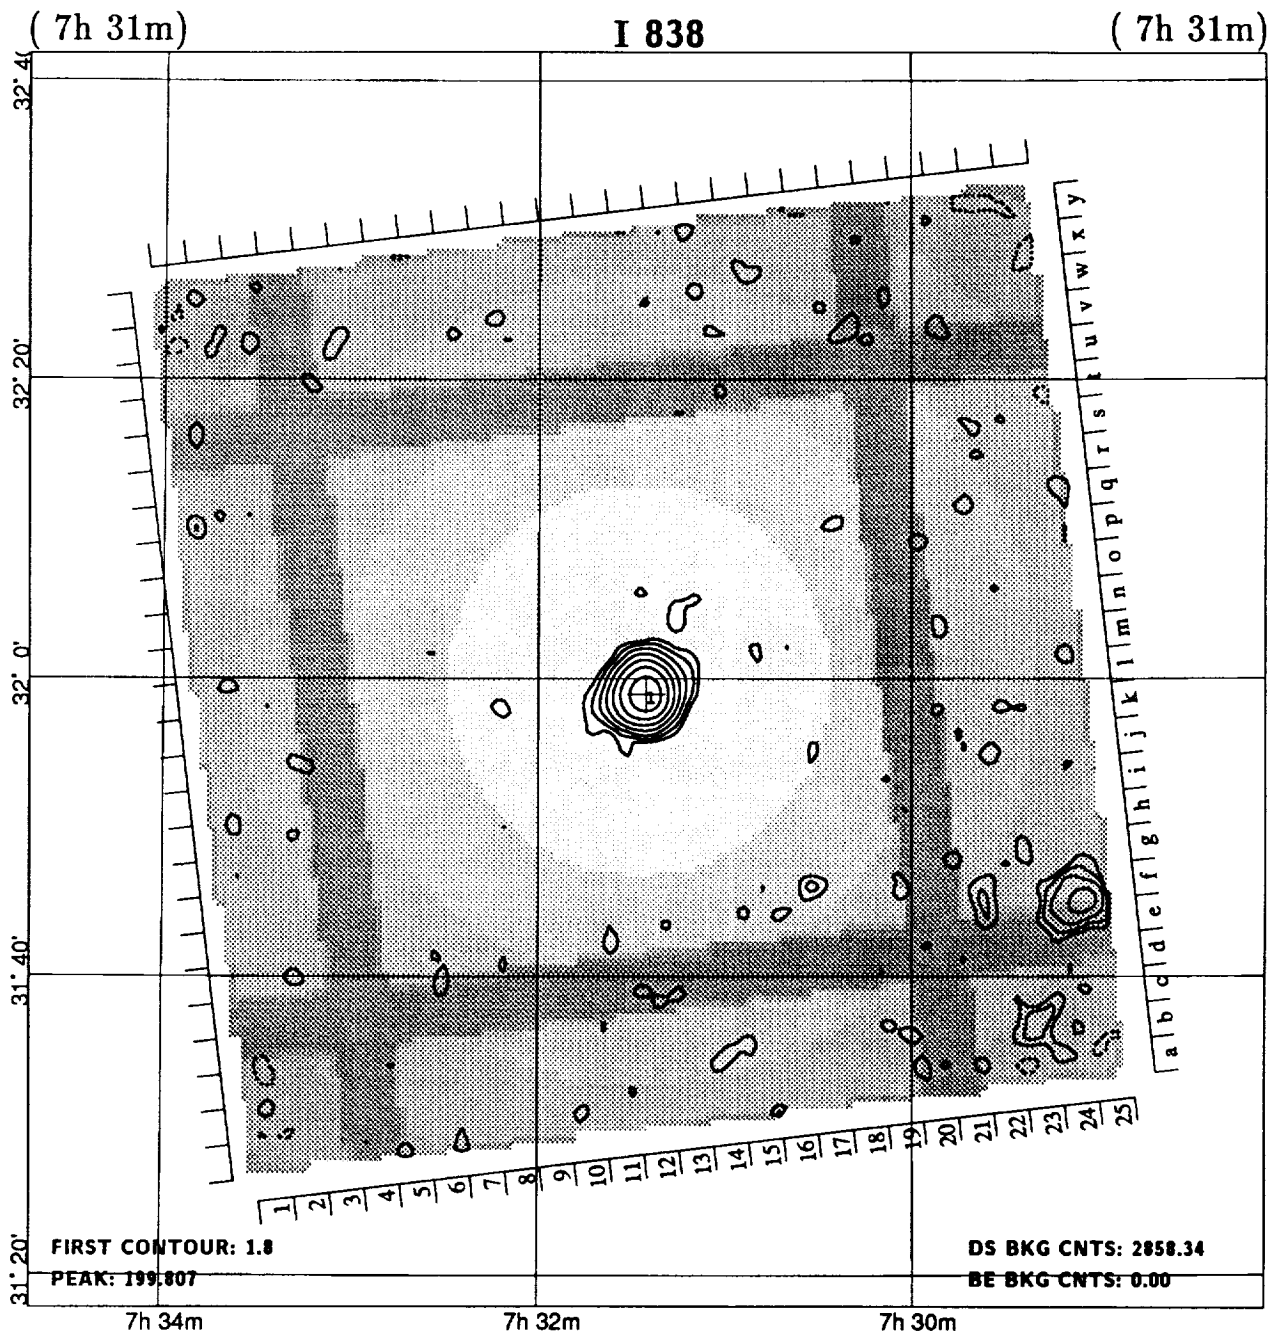 ( 7h 31m)
I 838
( 7h 31m)
32° 40'
32° 20'
32° 0'
31° 40'
31° 20'
y
x
w
v
u
t
s
r
q
p
o
n
m
l
k
j
i
h
g
f
e
d
c
b
a
1
1 2 3 4 5 6 7 8 9 10 11 12 13 14 15 16 17 18 19 20 21 22 23 24 25
FIRST CONTOUR: 1.8
PEAK: 199.807
DS BKG CNTS: 2858.34
BE BKG CNTS: 0.00
7h 34m
7h 32m
7h 30m